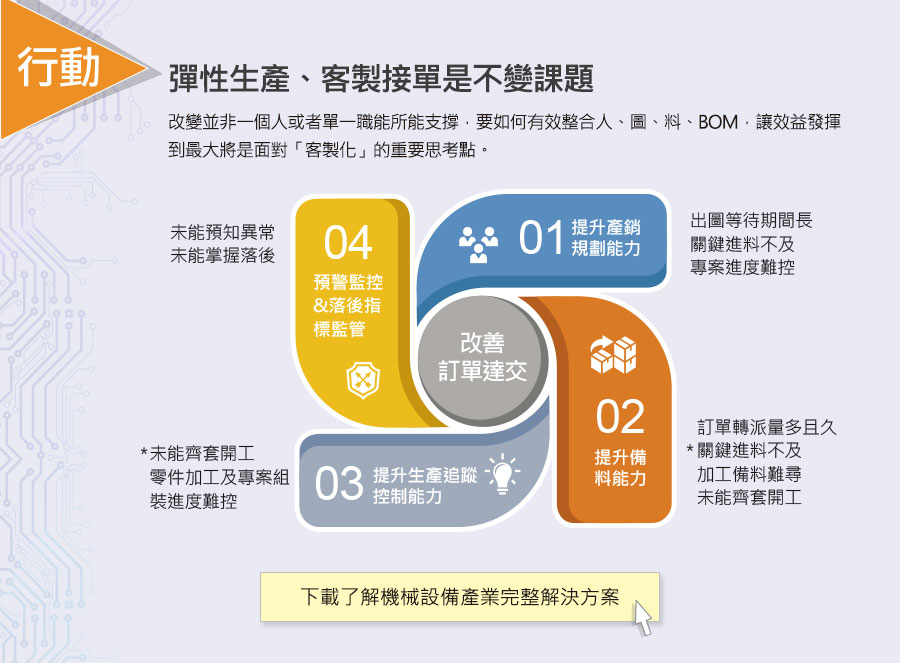 行動
彈性生產、客製接單是不變課題
改變並非一個人或者單一職能所能支撐，要如何有效整合人、圖、料、BOM，讓效益發揮
到最大將是面對「客製化」的重要思考點。
未能預知異常
未能掌握落後
04
預警監控
&落後指
標監管
01
提升產銷
規劃能力
出圖等待期間長
關鍵進料不及
專案進度難控
改善
訂單達交
02
提升備
料能力
訂單轉派量多且久
*關鍵進料不及
加工備料難尋
未能齊套開工
*未能齊套開工
零件加工及專案組
裝進度難控
03
提升生產追蹤
控制能力
下載了解機械設備產業完整解決方案